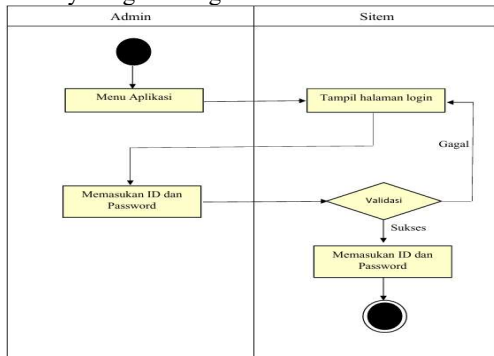 Admin
Sitem
Menu Aplikasi
Tampil halaman login
Gagal
Memasukan ID dan
Password
Validasi
Sukses
Memasukan ID dan
Password